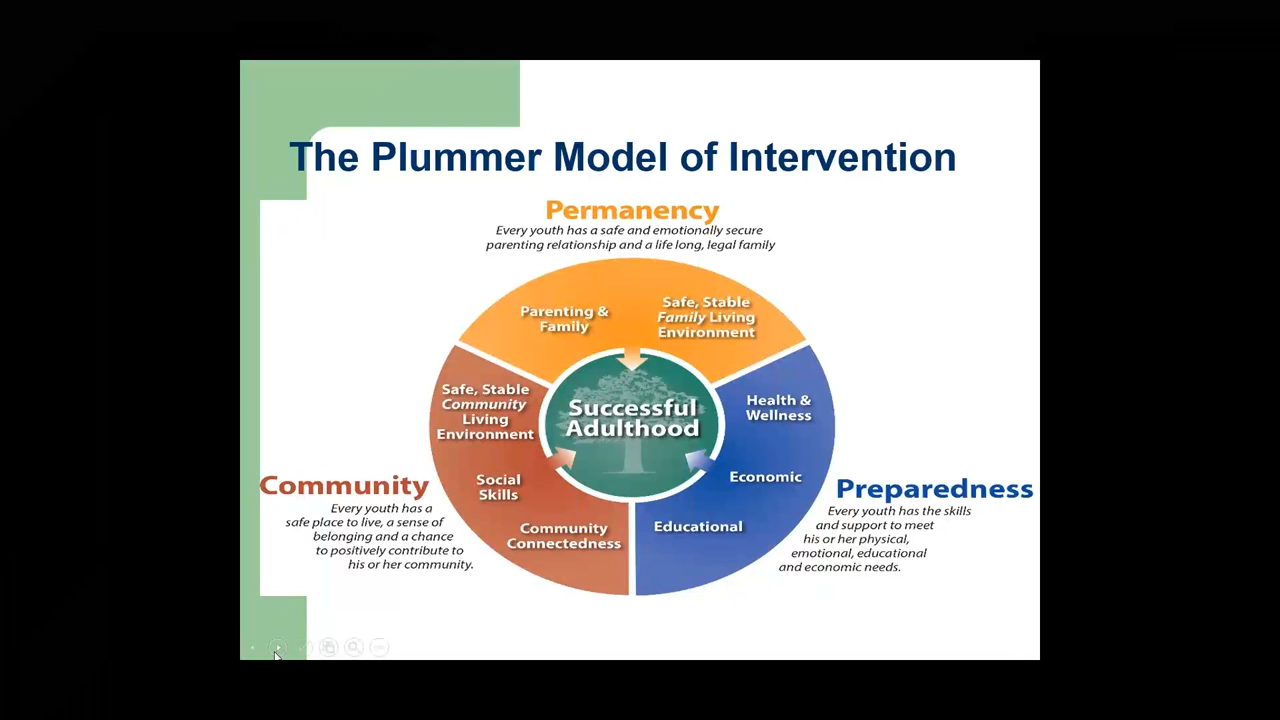 The Plummer Model of Intervention
Permanency
Every youth has a safe and emotionally secure
parenting relationship and a life long, legal family
Parenting &
Family
Safe, Stable
Family Living
Environment
Safe, Stable
Community
Living
Environment
Successful
Adulthood
Health &
Wellness
Social
Skills
Economic
Community
Connectedness
Educational
Community
Every youth has a
safe place to live, a sense of
belonging and a chance
to positively contribute to
his or her community.
Preparedness
Every youth has the skills
and support to meet
his or her physical,
emotional, educational
and economic needs.